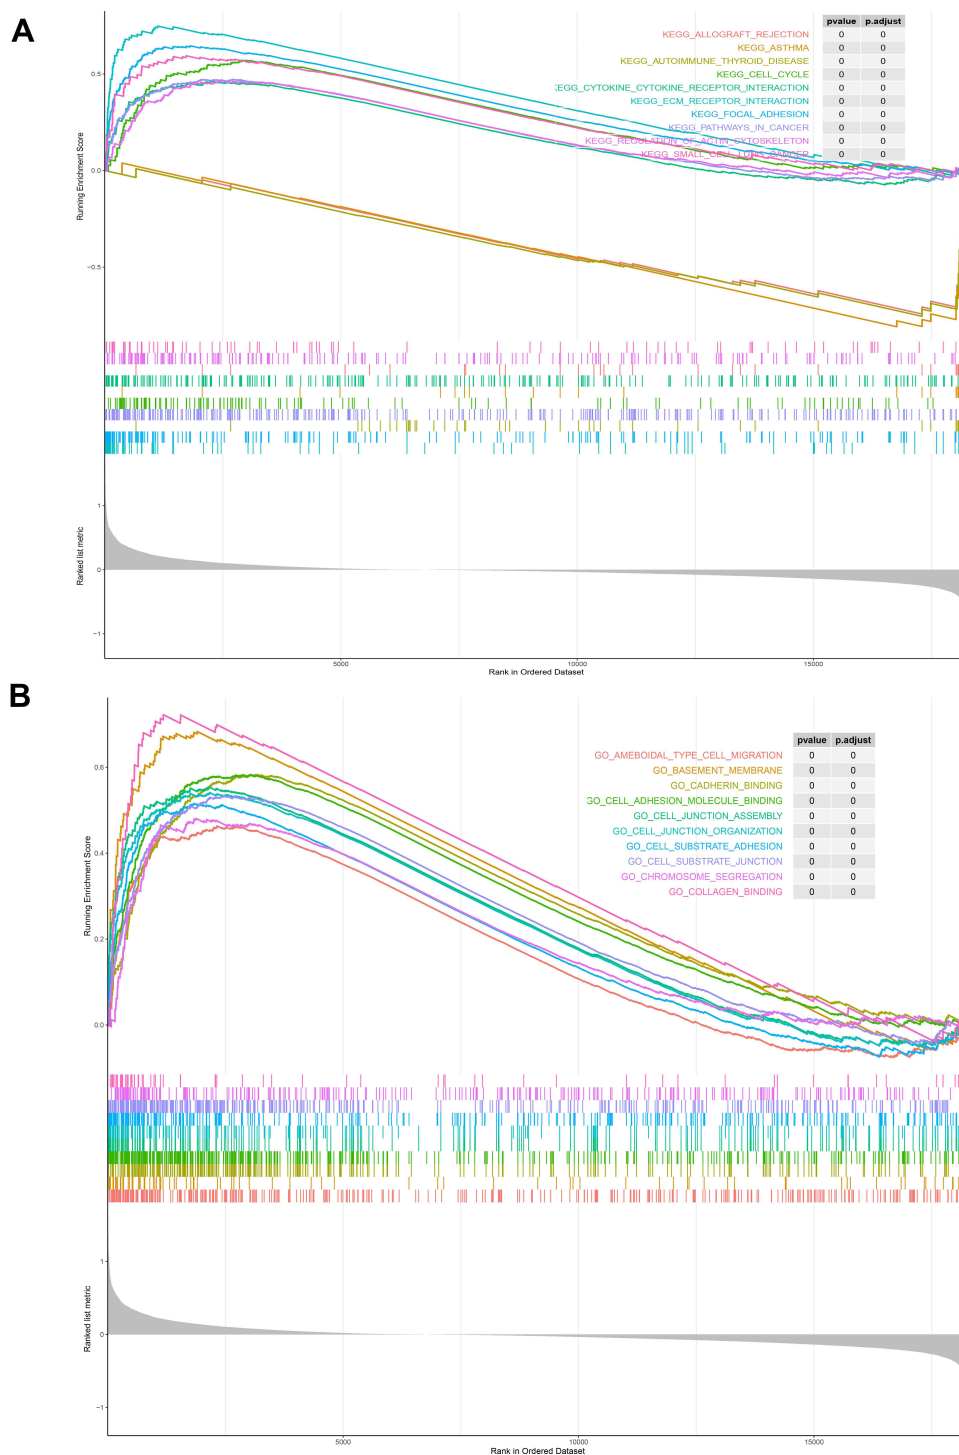 A
pvalue p.adjust
KEGG_ALLOGRAFT_REJECTION 0 0
KEGG_ASTHMA 0 0
KEGG_AUTOIMMUNE_THYROID_DISEASE 0 0
KEGG_CELL_CYCLE 0 0
KEGG_CYTOKINE_CYTOKINE_RECEPTOR_INTERACTION 0 0
KEGG_ECM_RECEPTOR_INTERACTION 0 0
KEGG_FOCAL_ADHESION 0 0
KEGG_PATHWAYS_IN_CANCER 0 0
KEGG_REGULATION_OF_ACTIN_CYTOSKELETON 0 0
KEGG_SMALL_CELL_LUNG_CANCER 0 0
Running Enrichment Score
0.5
0.0
−0.5
Ranked list metric
1
0
−1
5000 10000 15000
Rank in Ordered Dataset
B
pvalue p.adjust
GO_AMEBOIDAL_TYPE_CELL_MIGRATION 0 0
GO_BASEMENT_MEMBRANE 0 0
GO_CADHERIN_BINDING 0 0
GO_CELL_ADHESION_MOLECULE_BINDING 0 0
GO_CELL_JUNCTION_ASSEMBLY 0 0
GO_CELL_JUNCTION_ORGANIZATION 0 0
GO_CELL_SUBSTRATE_ADHESION 0 0
GO_CELL_SUBSTRATE_JUNCTION 0 0
GO_CHROMOSOME_SEGREGATION 0 0
GO_COLLAGEN_BINDING 0 0
Running Enrichment Score
0.6
0.4
0.2
0.0
Ranked list metric
1
0
−1
5000 10000 15000
Rank in Ordered Dataset